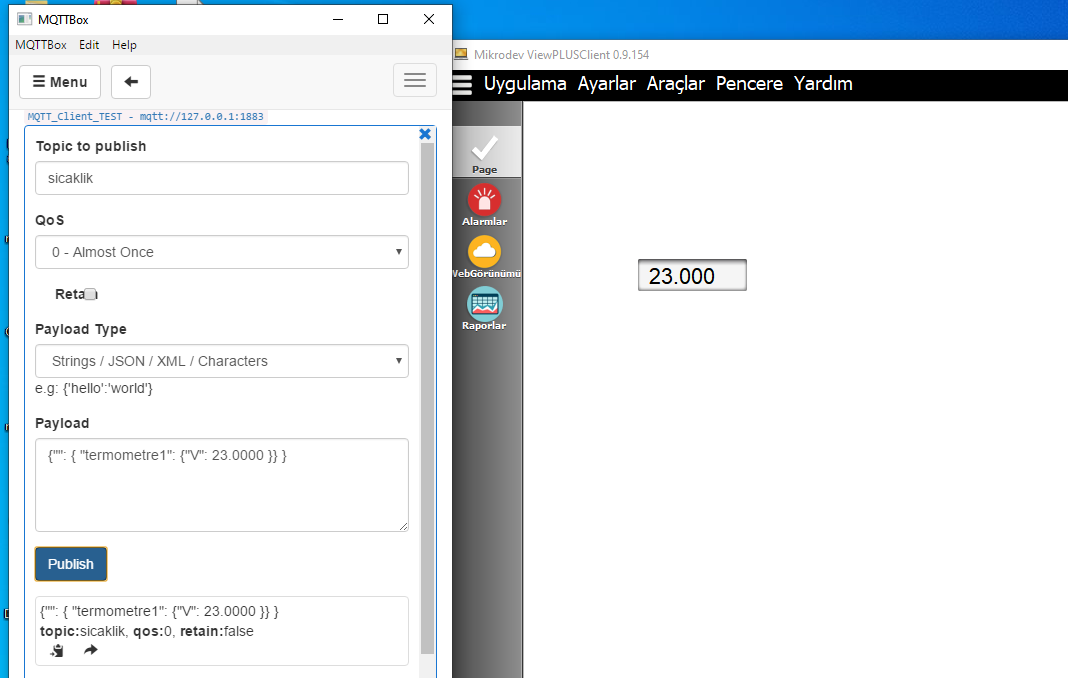 MQTTBox
MQTTBox Edit Help
Menu
MQTT_Client_TEST - mqtt://127.0.0.1:1883
Topic to publish
sicaklik
QoS
0 - Almost Once
Retain
Payload Type
Strings / JSON / XML / Characters
e.g: {'hello':'world'}
Payload
{"": { "termometre1": {"V": 23.0000 }} }
Publish
{"": { "termometre1": {"V": 23.0000 }} }
topic:sicaklik, qos:0, retain:false
Mikrodev ViewPLUSClient 0.9.154
Uygulama Ayarlar Araçlar Pencere Yardım
Page
Alarmlar
WebGörünümü
Raporlar
23.000